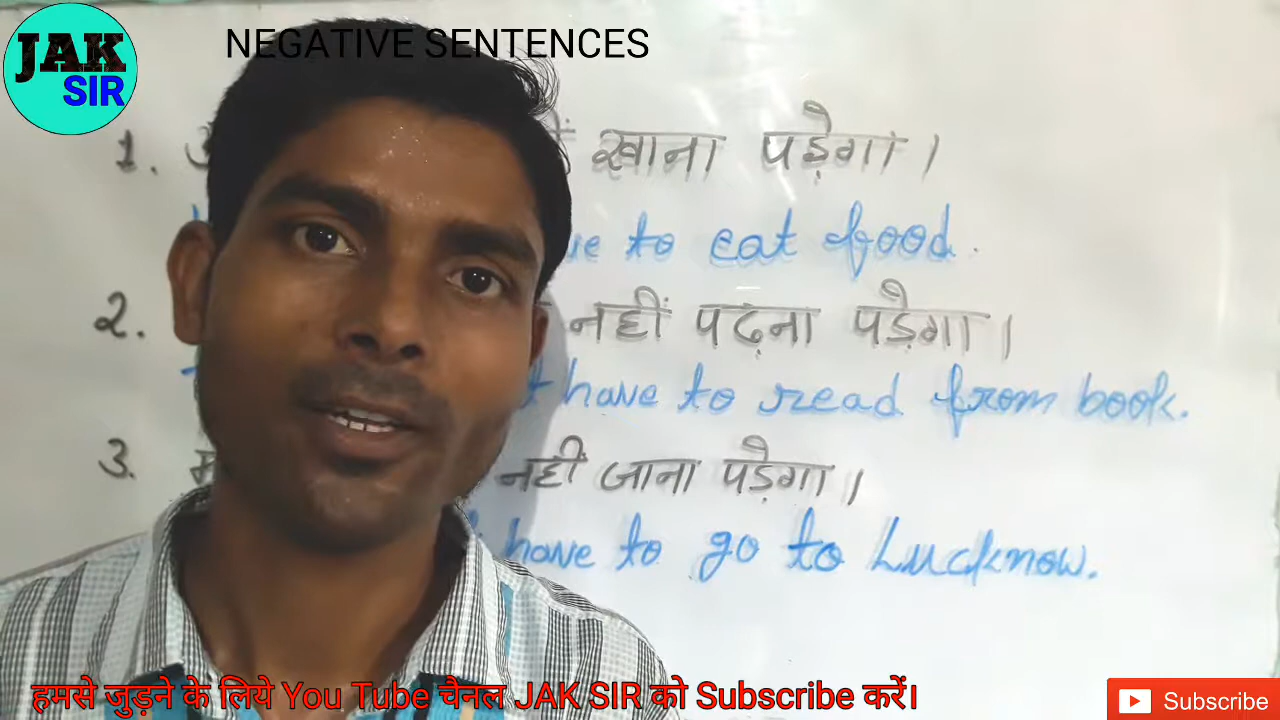 JAK
SIR
NEGATIVE SENTENCES
1. खाना पड़ेगा।
to eat food.
2. नहीं पढ़ना पड़ेगा।
have to read from book.
3. नहीं जाना पड़ेगा।
have to go to Lucknow.
हमसे जुड़ने के लिये You Tube चैनल JAK SIR को Subscribe करें।
Subscribe